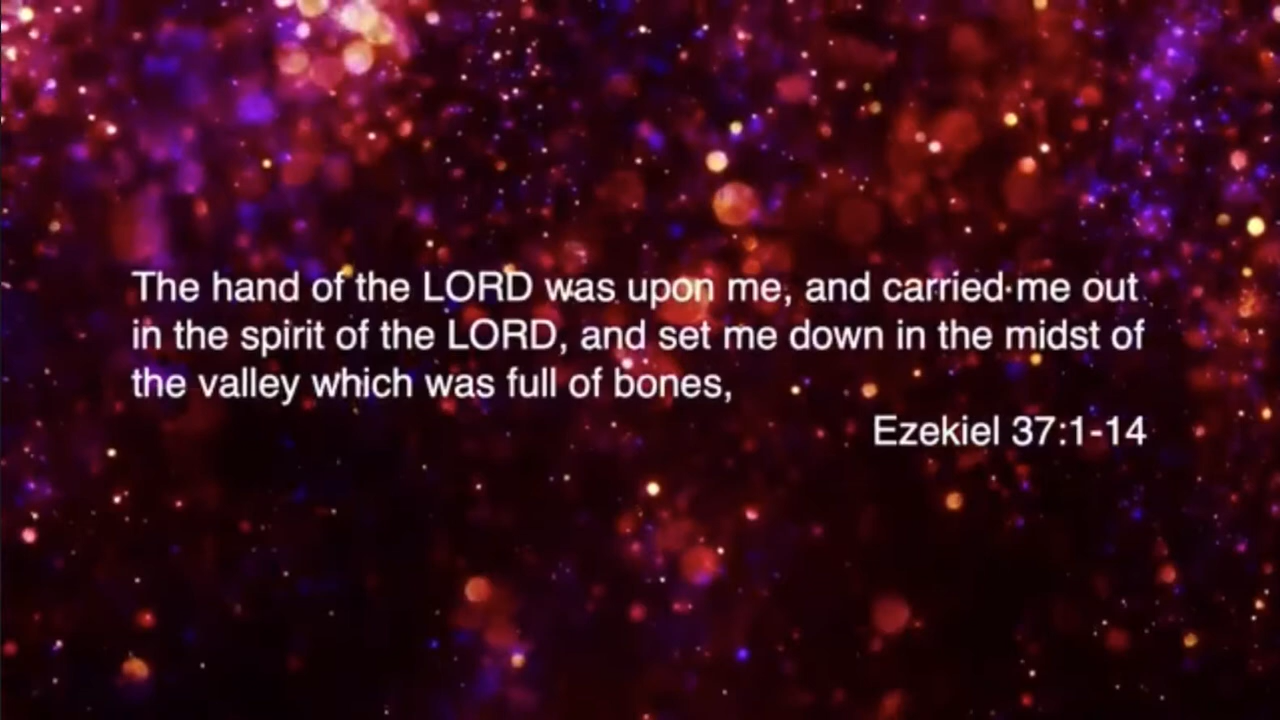 The hand of the LORD was upon me, and carried me out
in the spirit of the LORD, and set me down in the midst of
the valley which was full of bones,
Ezekiel 37:1-14